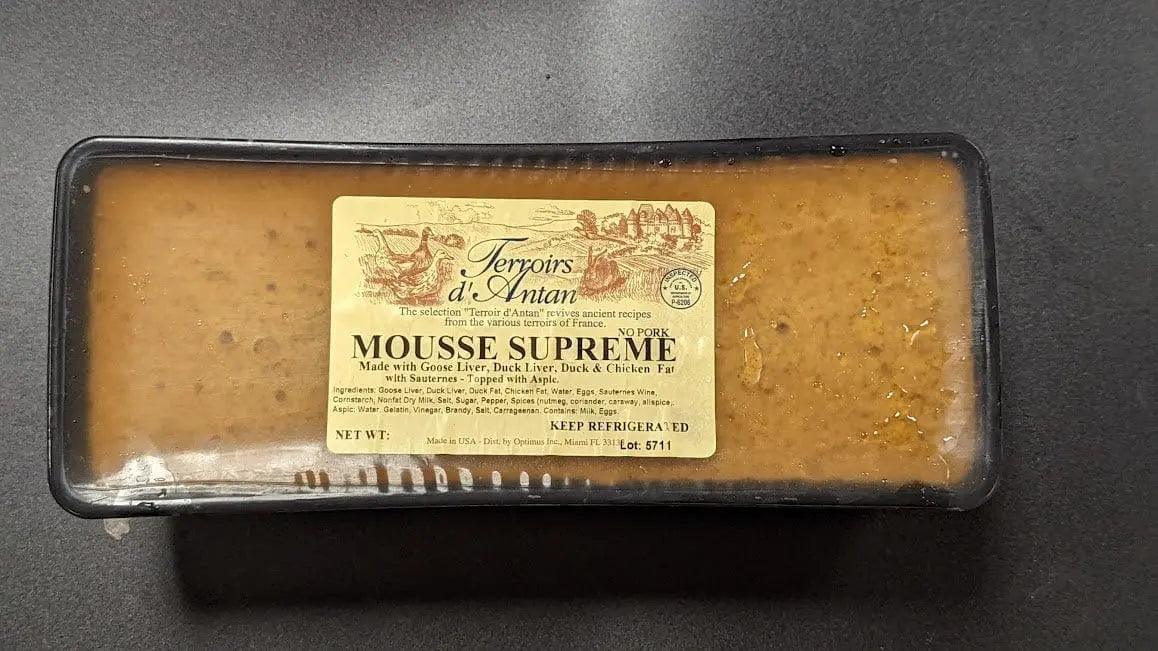 Terroirs
d'Antan
INSPECTED
U.S.
P-6206
The selection "Terroir d'Antan" revives ancient recipes
from the various terroirs of France.
NO PORK
MOUSSE SUPREME
Made with Goose Liver, Duck Liver, Duck & Chicken Fat
with Sauternes - Topped with Aspic.
Ingredients: Goose Liver, Duck Liver, Duck Fat, Chicken Fat, Water, Eggs, Sauternes Wine,
Cornstarch, Nonfat Dry Milk, Salt, Sugar, Pepper, Spices (nutmeg, coriander, caraway, allspice,.
Aspic: Water, Gelatin, Vinegar, Brandy, Salt, Carrageenan. Contains: Milk, Eggs.
KEEP REFRIGERATED
NET WT:
Made in USA - Dist. by Optimus Inc., Miami FL
Lot: 5711